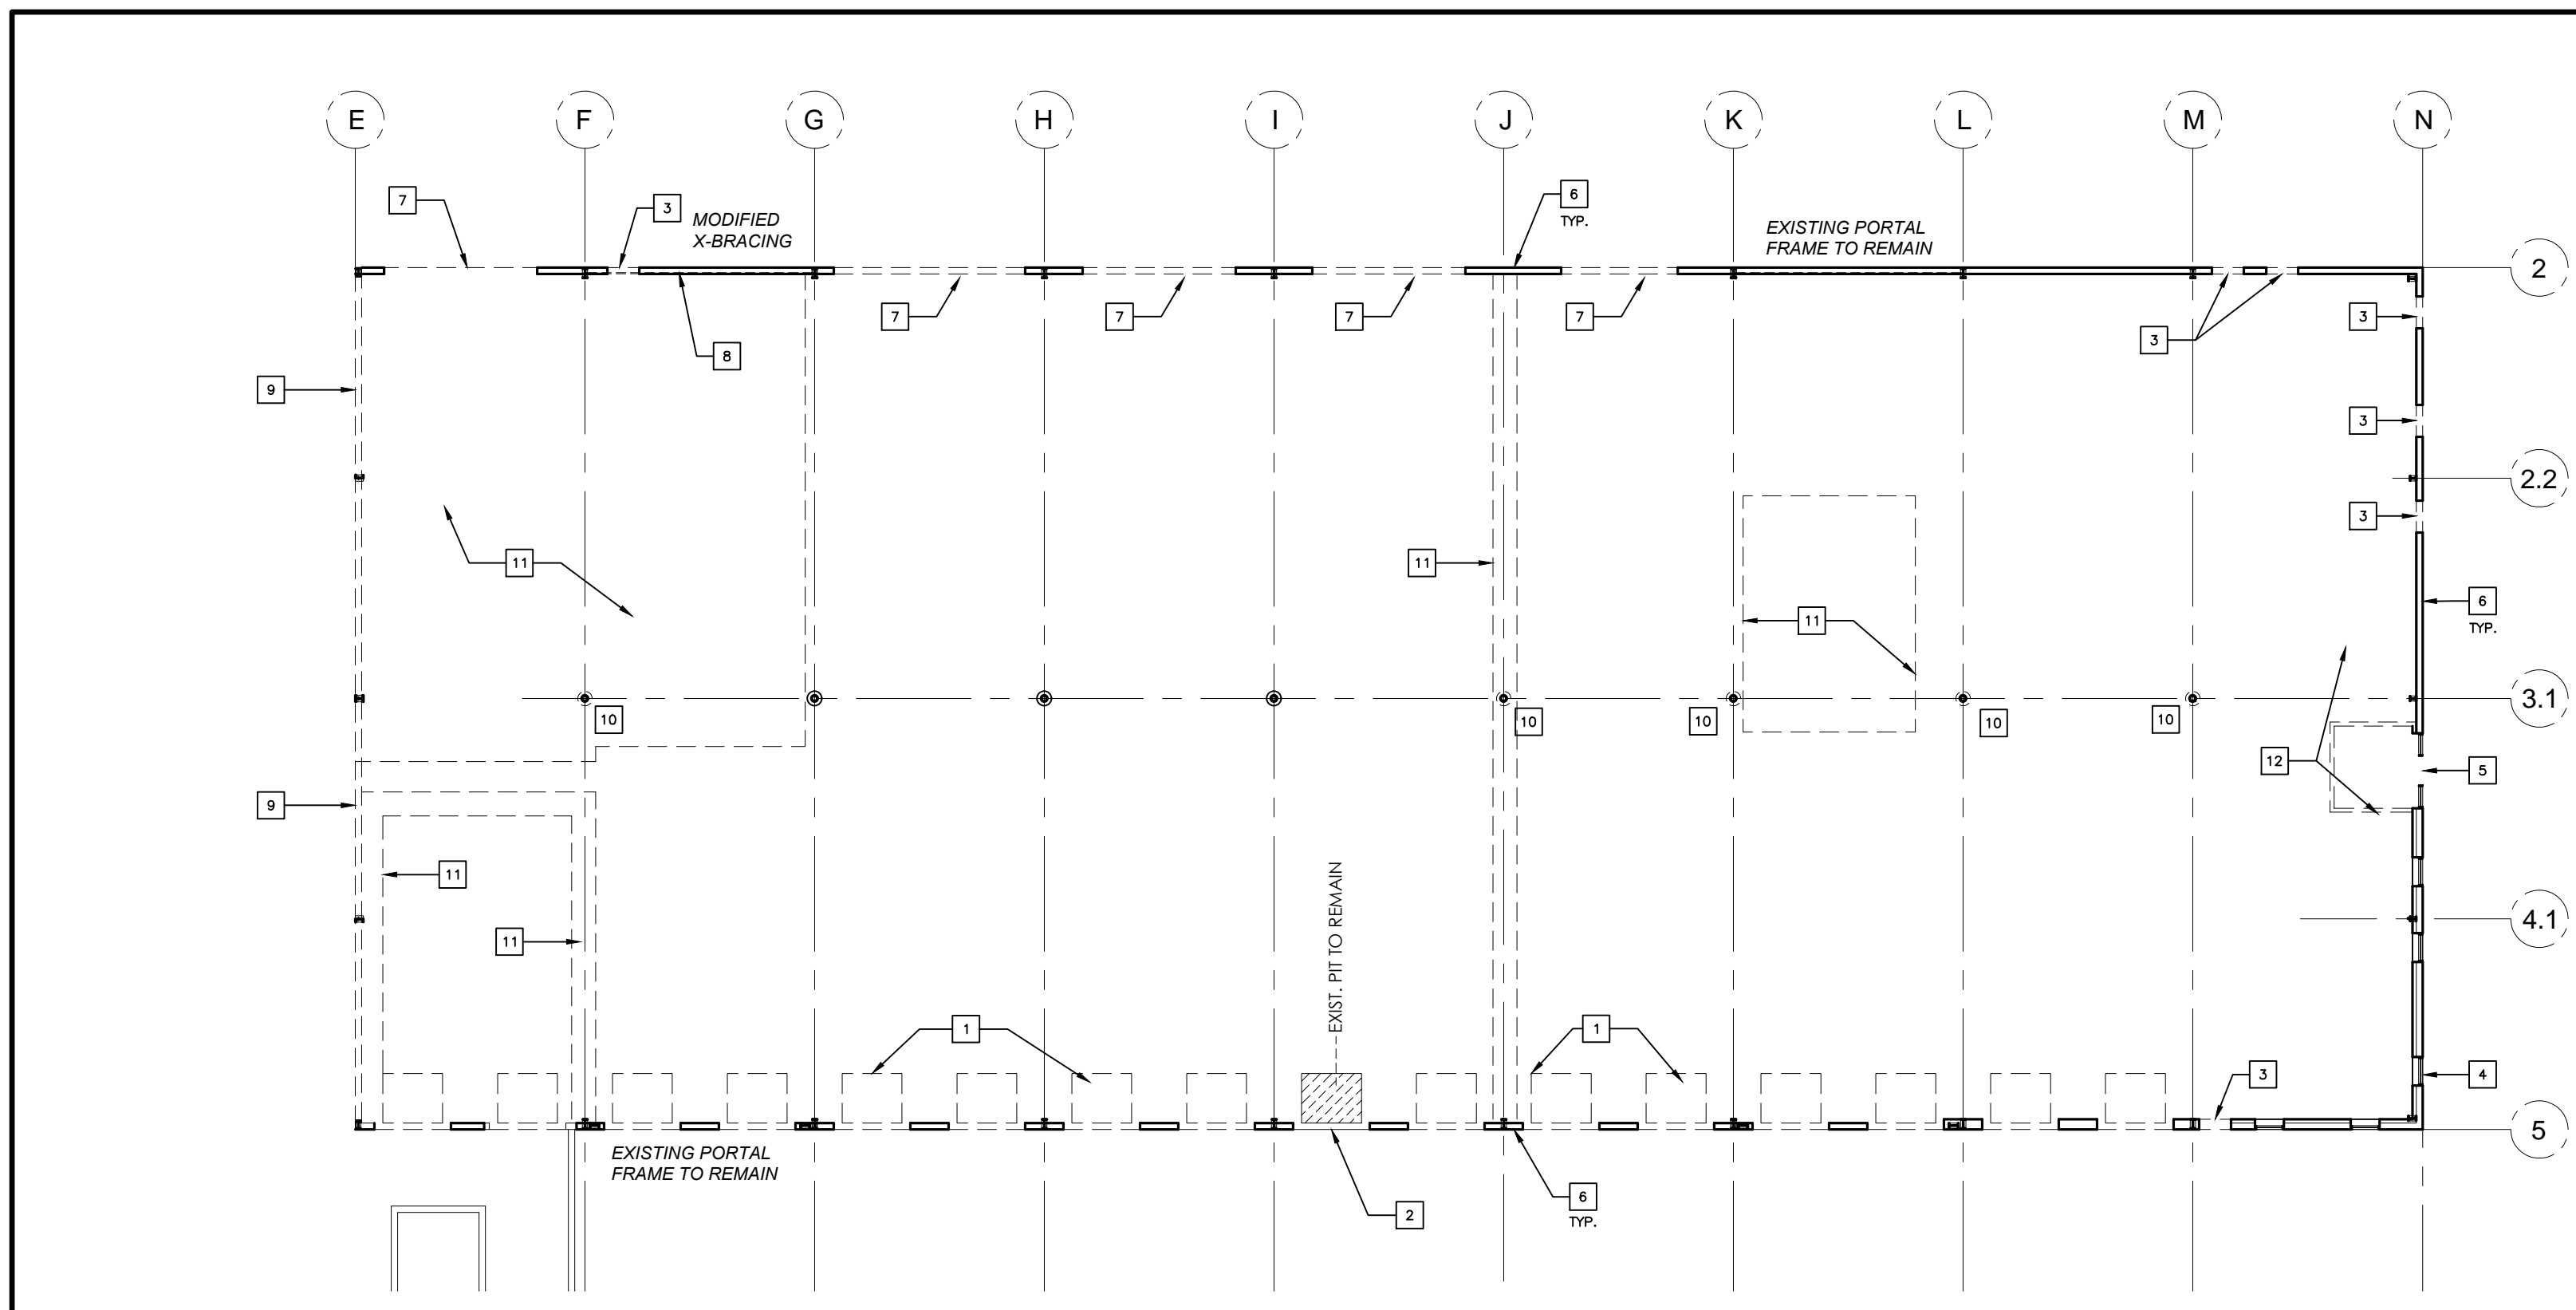 E F G H I J K L M N
7
3
MODIFIED
X-BRACING
6
TYP.
EXISTING PORTAL
FRAME TO REMAIN
2
7 7 7 7
3
3
8
9
3
2.2
3
11
11
11
6
TYP.
3.1
10 10 10 10 10
12
5
9
11
11
4.1
EXIST. PIT TO REMAIN
1
1
3
4
5
EXISTING PORTAL
FRAME TO REMAIN
2
6
TYP.